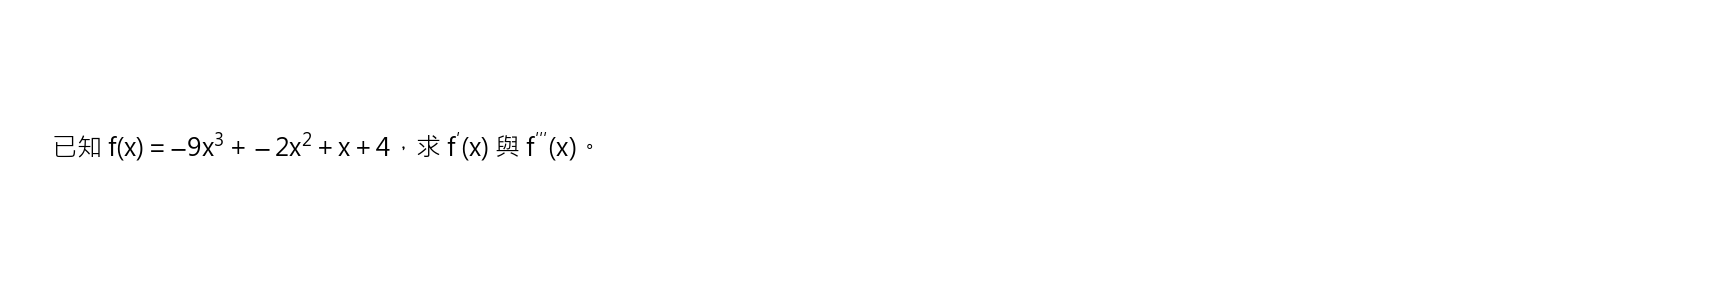 已知 f(x) = −9x³ + − 2x² + x + 4，求 f′(x) 與 f′′′(x)。